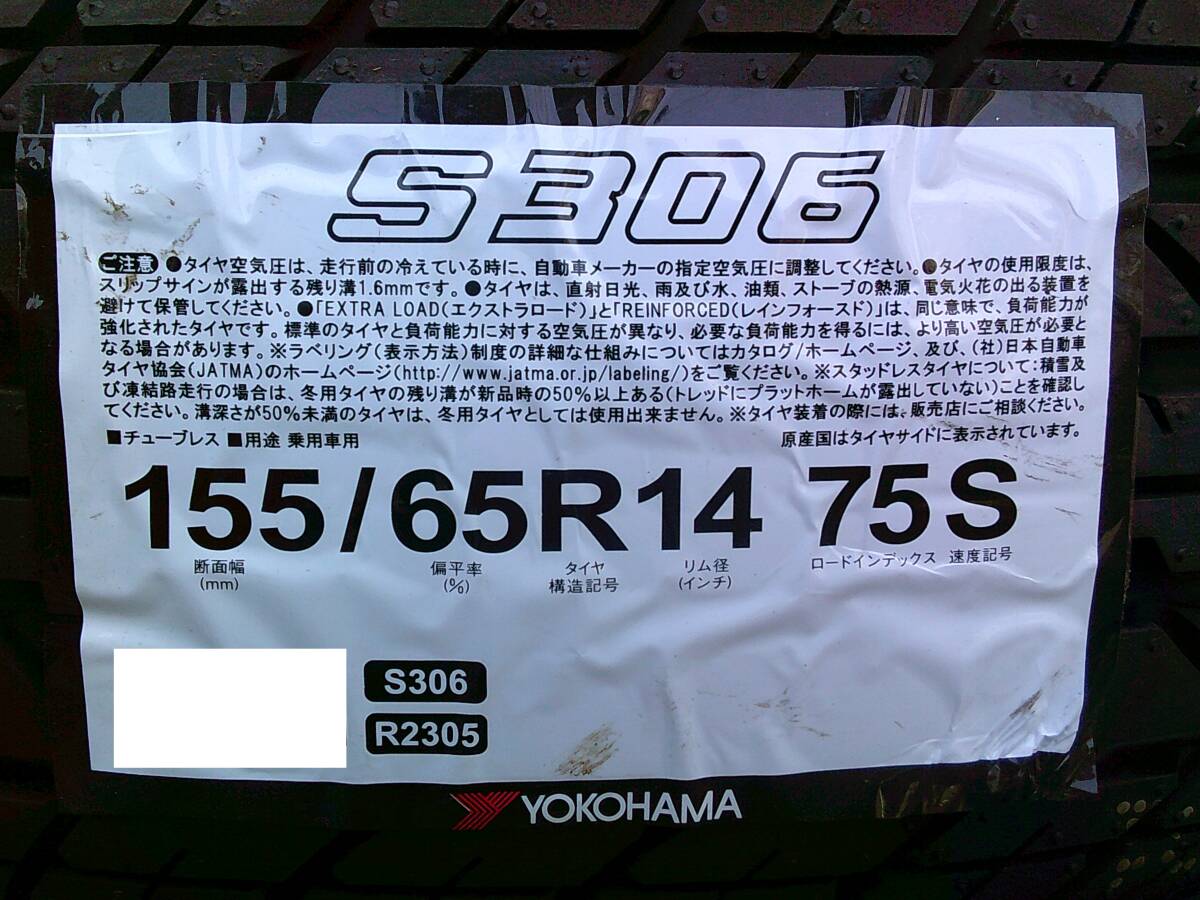 S306
ご注意 ●タイヤ空気圧は、走行前の冷えている時に、自動車メーカーの指定空気圧に調整してください。●タイヤの使用限度は、
スリップサインが露出する残り溝1.6mmです。●タイヤは、直射日光、雨及び水、油類、ストーブの熱源、電気火花の出る装置を
避けて保管してください。●「EXTRA LOAD(エクストラロード)」と「REINFORCED(レインフォースド)」は、同じ意味で、負荷能力が
強化されたタイヤです。標準のタイヤと負荷能力に対する空気圧が異なり、必要な負荷能力を得るには、より高い空気圧が必要と
なる場合があります。※ラベリング(表示方法)制度の詳細な仕組みについてはカタログ/ホームページ、及び、(社)日本自動車
タイヤ協会(JATMA)のホームページ(http://www.jatma.or.jp/labeling/)をご覧ください。※スタッドレスタイヤについて:積雪及
び凍結路走行の場合は、冬用タイヤの残り溝が新品時の50%以上ある(トレッドにプラットホームが露出していない)ことを確認し
てください。溝深さが50%未満のタイヤは、冬用タイヤとしては使用出来ません。※タイヤ装着の際には、販売店にご相談ください。
■チューブレス ■用途 乗用車用 原産国はタイヤサイドに表示されています。
155/65R14 75S
断面幅 偏平率 タイヤ リム径 ロードインデックス 速度記号
(mm) (%) 構造記号 (インチ)
S306
R2305
YOKOHAMA